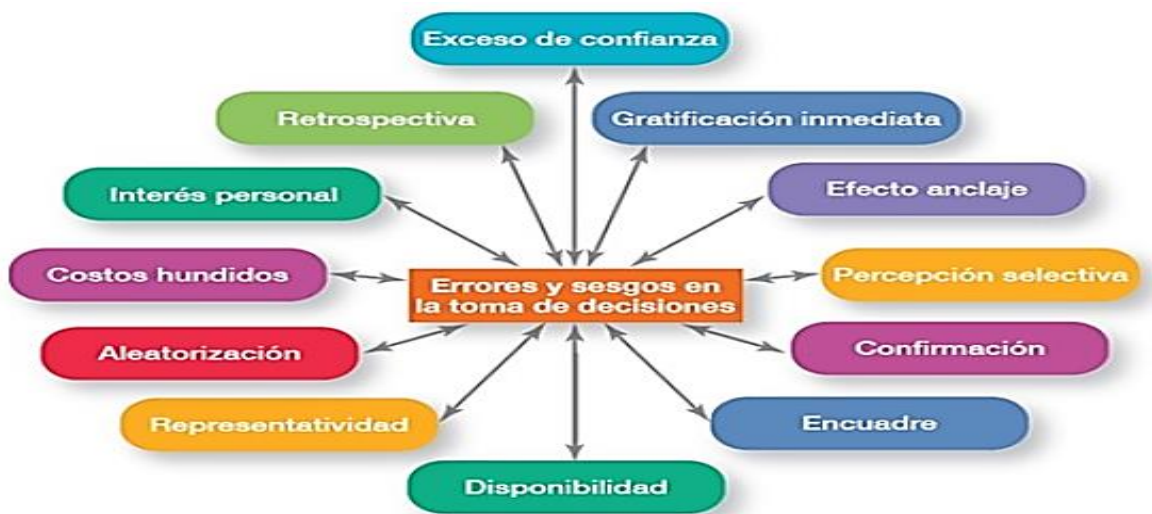 Exceso de confianza
Retrospectiva
Gratificación inmediata
Interés personal
Efecto anclaje
Costos hundidos
Errores y sesgos en
la toma de decisiones
Percepción selectiva
Aleatorización
Confirmación
Representatividad
Encuadre
Disponibilidad